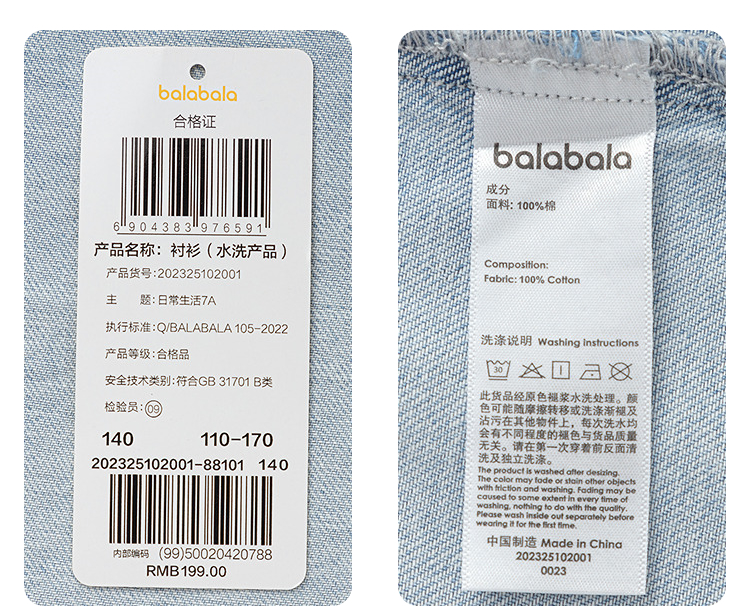 balabala
合格证
6 904383 976591
产品名称：衬衫（水洗产品）
产品货号:202325102001
主 题:日常生活7A
执行标准:Q/BALABALA 105-2022
产品等级:合格品
安全技术类别:符合GB 31701 B类
检验员:09
140 110-170
202325102001-88101 140
内部编码 (99)50020420788
RMB199.00
balabala
成分
面料: 100%棉
Composition:
Fabric: 100% Cotton
洗涤说明 Washing instructions
30
此货品经原色褪浆水洗处理。颜
色可能随摩擦转移或洗涤渐褪及
沾污在其他物件上，每次洗水均
会有不同程度的褪色与货品质量
无关。请在第一次穿着前反面清
洗及独立洗涤。
The product is washed after desizing.
The color may fade or stain other objects
with friction and washing. Fading may be
caused to some extent in every time of
washing, nothing to do with the quality.
Please wash inside out separately before
wearing it for the first time.
中国制造 Made in China
202325102001
0023